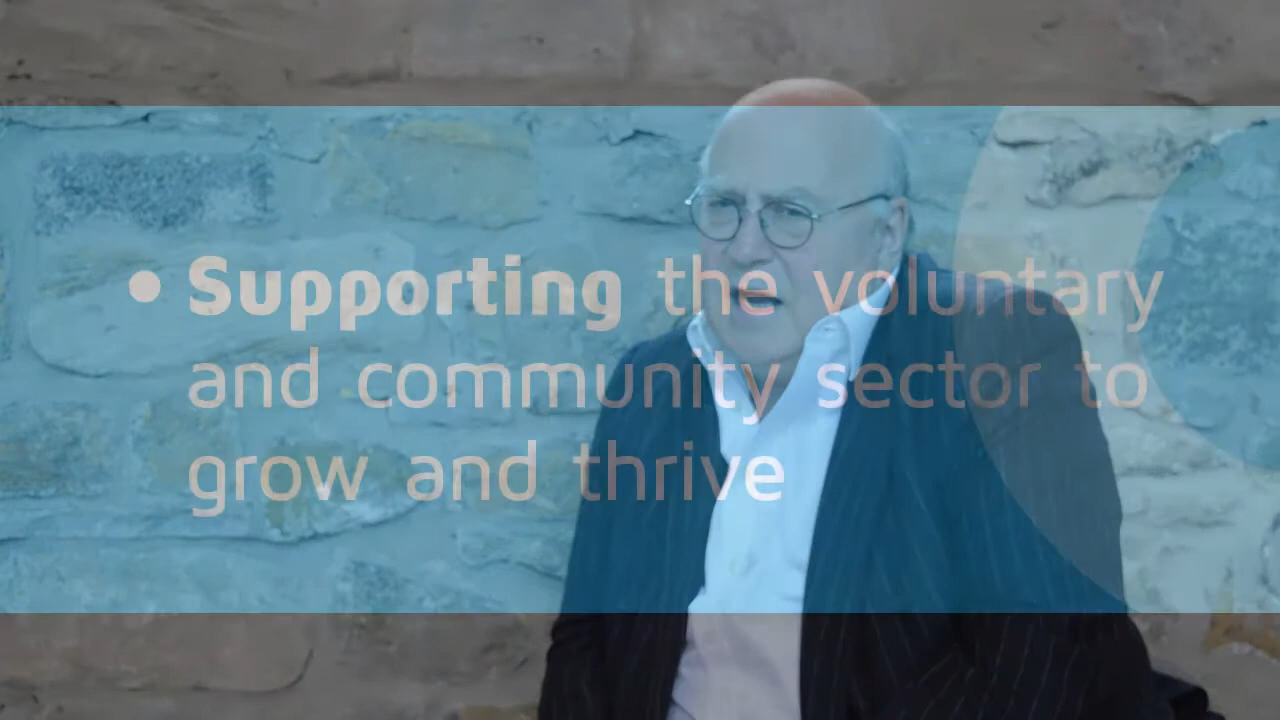 • Supporting the voluntary
and community sector to
grow and thrive